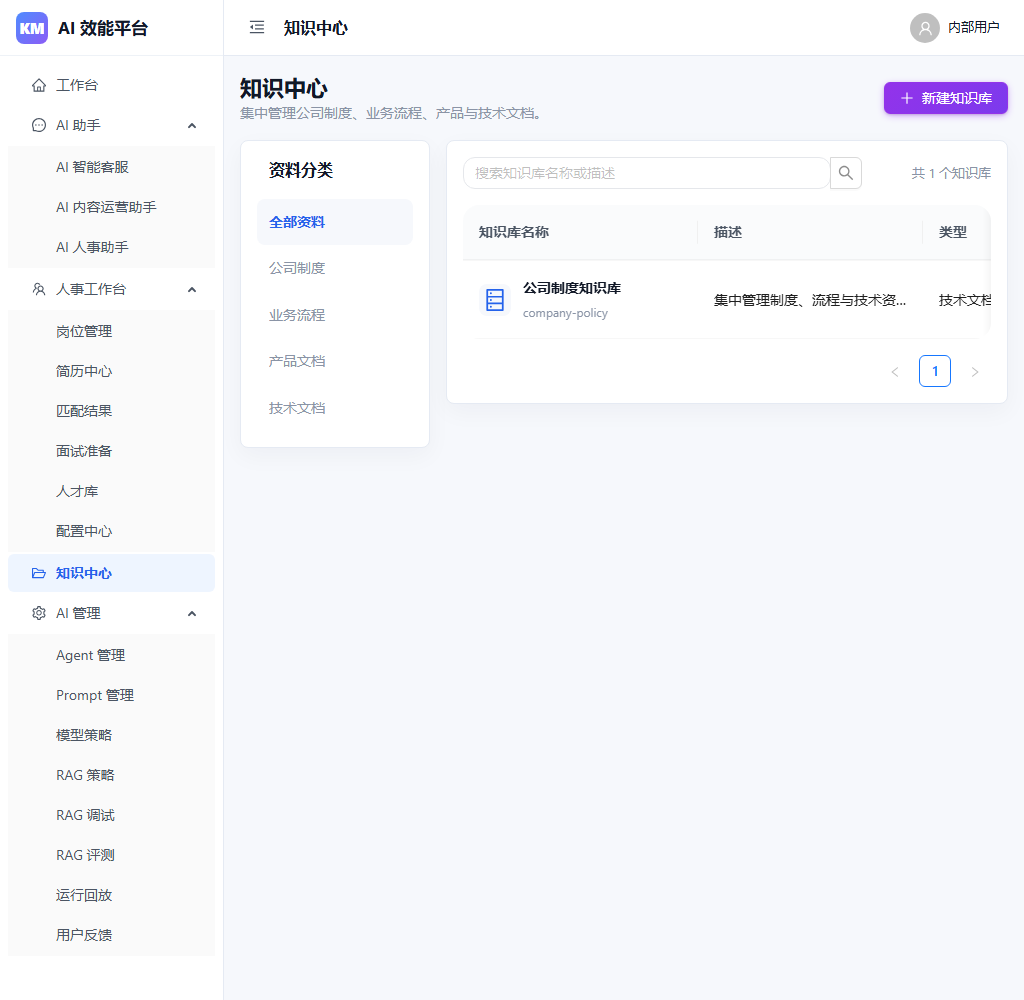 KM AI 效能平台
知识中心
内部用户
工作台
AI 助手
AI 智能客服
AI 内容运营助手
AI 人事助手
人事工作台
岗位管理
简历中心
匹配结果
面试准备
人才库
配置中心
知识中心
AI 管理
Agent 管理
Prompt 管理
模型策略
RAG 策略
RAG 调试
RAG 评测
运行回放
用户反馈
知识中心
集中管理公司制度、业务流程、产品与技术文档。
新建知识库
资料分类
全部资料
公司制度
业务流程
产品文档
技术文档
搜索知识库名称或描述
共 1 个知识库
知识库名称 描述 类型
公司制度知识库
company-policy
集中管理制度、流程与技术资...
技术文档
1